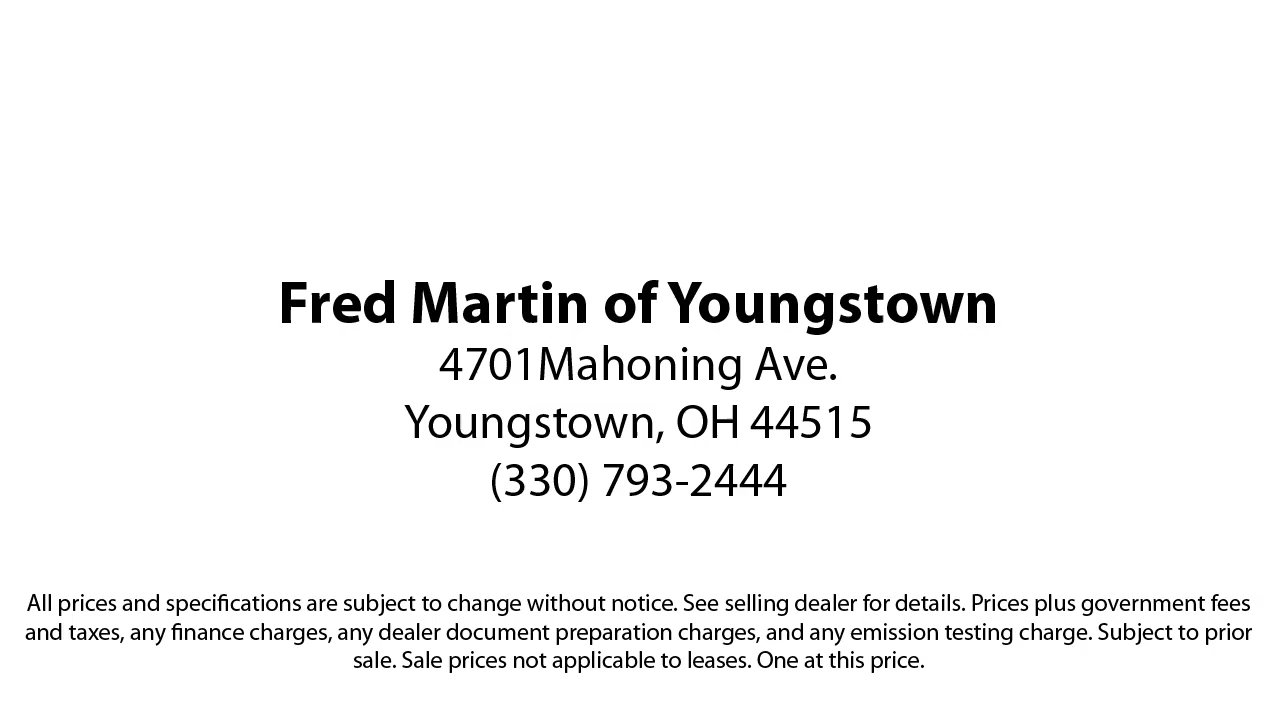 Fred Martin of Youngstown
4701Mahoning Ave.
Youngstown, OH 44515
(330) 793-2444
All prices and specifications are subject to change without notice. See selling dealer for details. Prices plus government fees
and taxes, any finance charges, any dealer document preparation charges, and any emission testing charge. Subject to prior
sale. Sale prices not applicable to leases. One at this price.